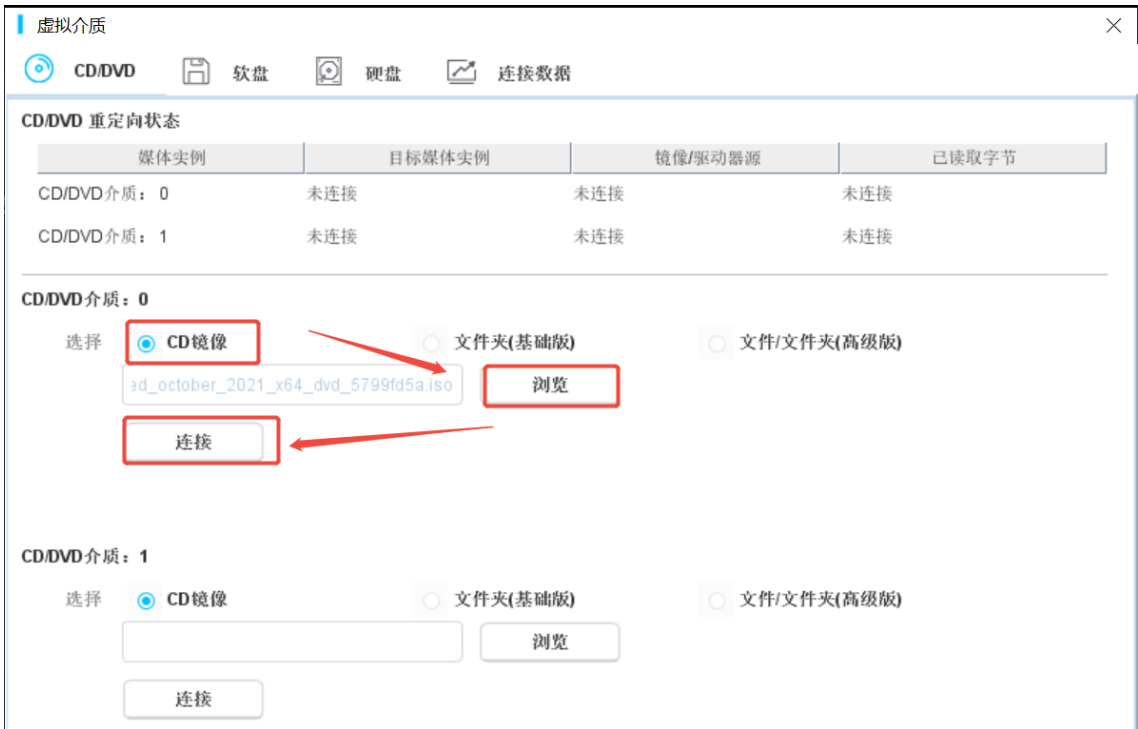 虚拟介质
CD/DVD 软盘 硬盘 连接数据
CD/DVD 重定向状态
媒体实例 目标媒体实例 镜像/驱动器源 已读取字节
CD/DVD介质：0 未连接 未连接 未连接
CD/DVD介质：1 未连接 未连接 未连接
CD/DVD介质：0
选择 CD镜像 文件夹(基础版) 文件/文件夹(高级版)
ed_october_2021_x64_dvd_5799fd5a.iso 浏览
连接
CD/DVD介质：1
选择 CD镜像 文件夹(基础版) 文件/文件夹(高级版)
浏览
连接